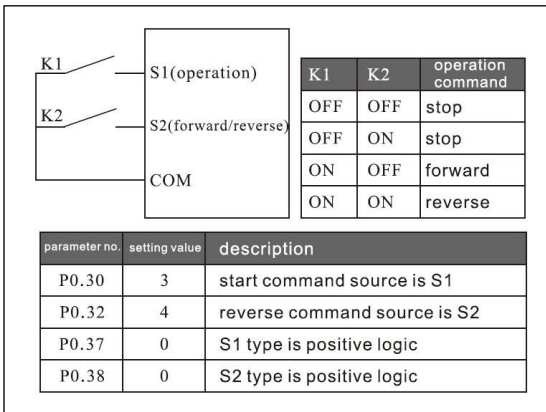 K1
S1(operation)
K2
S2(forward/reverse)
COM
K1 K2 operation command
OFF OFF stop
OFF ON stop
ON OFF forward
ON ON reverse
parameter no. setting value description
P0.30 3 start command source is S1
P0.32 4 reverse command source is S2
P0.37 0 S1 type is positive logic
P0.38 0 S2 type is positive logic